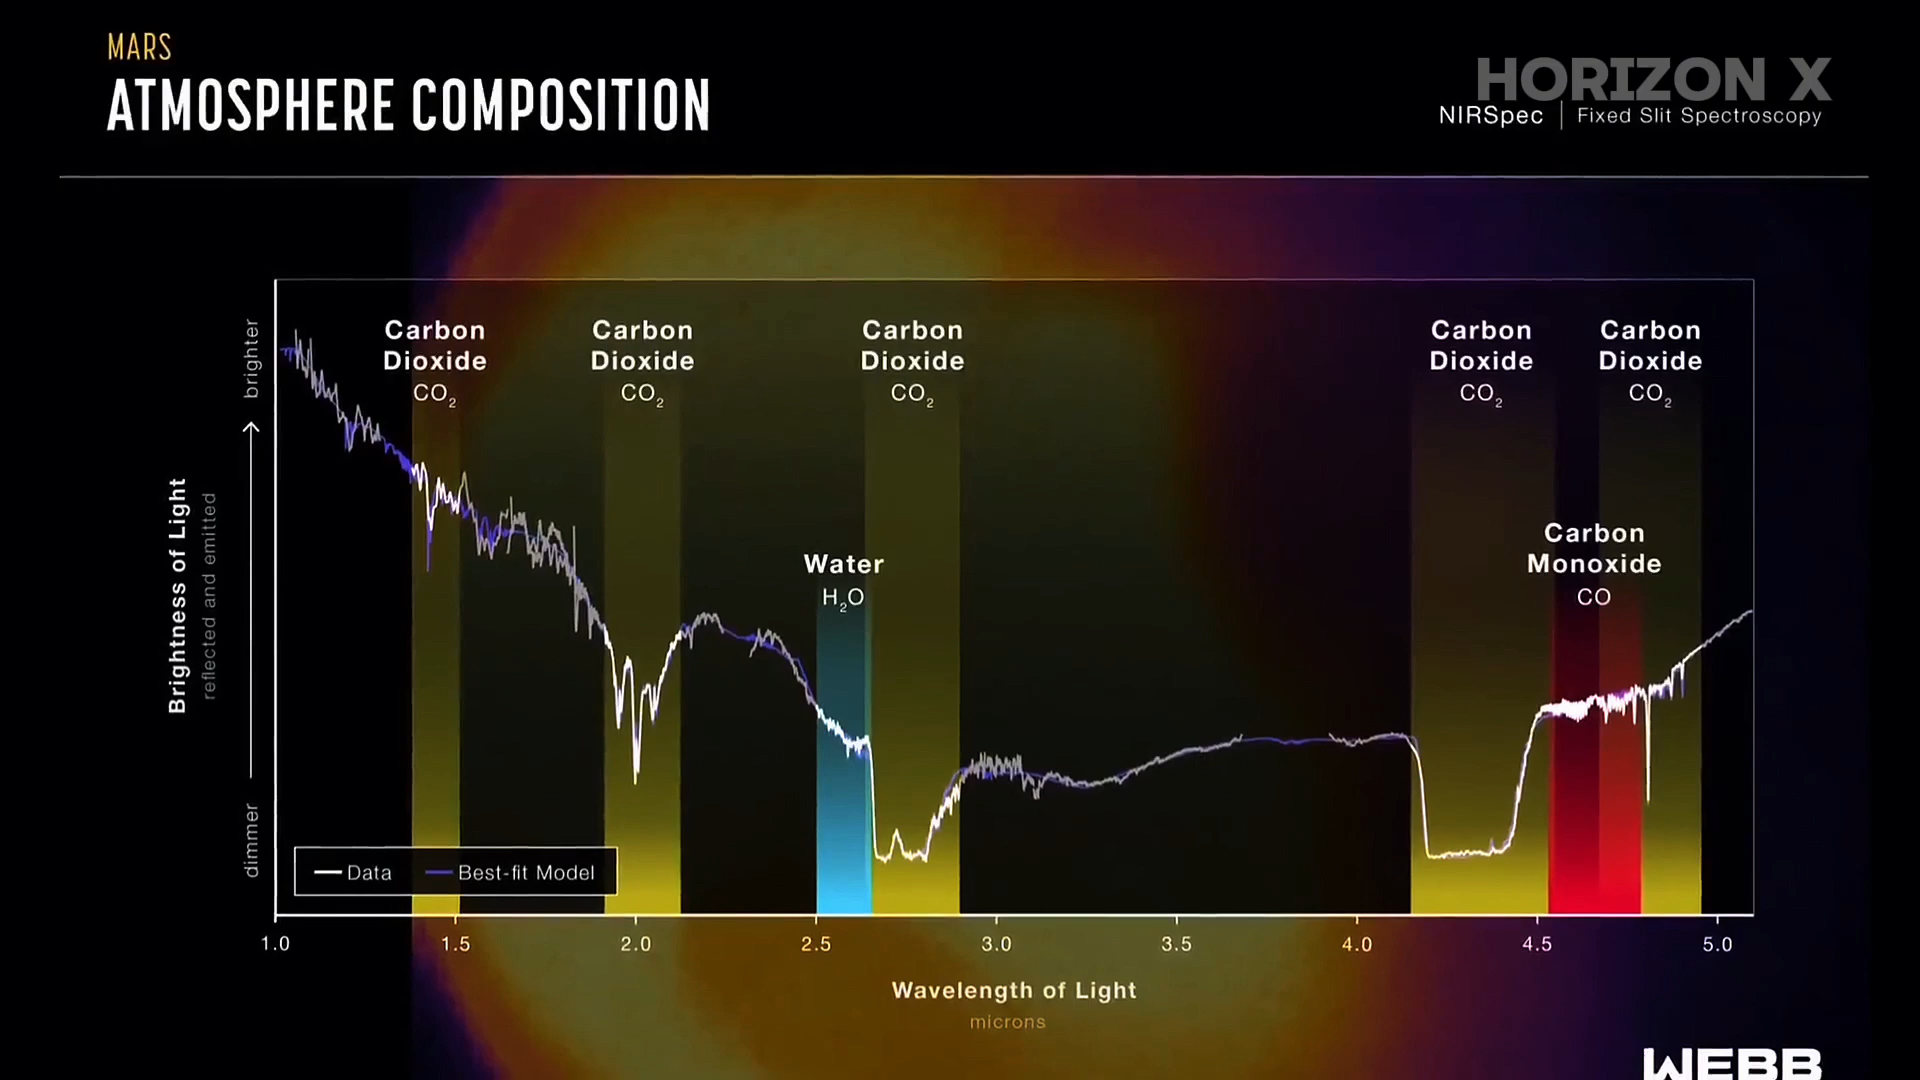 MARS
ATMOSPHERE COMPOSITION
HORIZON X
NIRSpec | Fixed Slit Spectroscopy
Carbon Dioxide CO₂
Carbon Dioxide CO₂
Carbon Dioxide CO₂
Carbon Dioxide CO₂
Carbon Dioxide CO₂
Water H₂O
Carbon Monoxide CO
brighter
Brightness of Light
reflected and emitted
dimmer
Data
Best-fit Model
1.0 1.5 2.0 2.5 3.0 3.5 4.0 4.5 5.0
Wavelength of Light
microns
WEBB